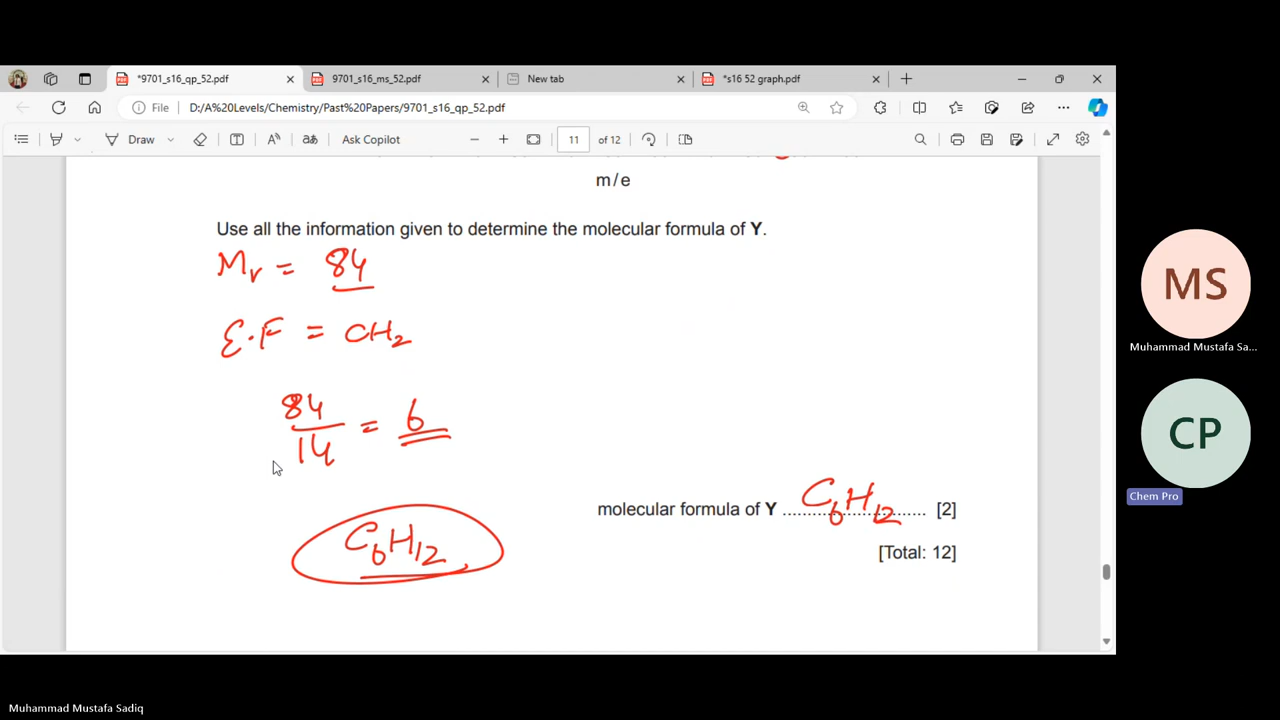 *9701_s16_qp_52.pdf
9701_s16_ms_52.pdf
New tab
*s16 52 graph.pdf
File D:/A%20Levels/Chemistry/Past%20Papers/9701_s16_qp_52.pdf
Draw
aあ
Ask Copilot
11 of 12
m/e
Use all the information given to determine the molecular formula of Y.
Mr = 84
E.F = CH2
84
14
= 6
C6H12
molecular formula of Y .............................. C6H12 [2]
[Total: 12]
MS
Muhammad Mustafa Sa...
CP
Chem Pro
Muhammad Mustafa Sadiq